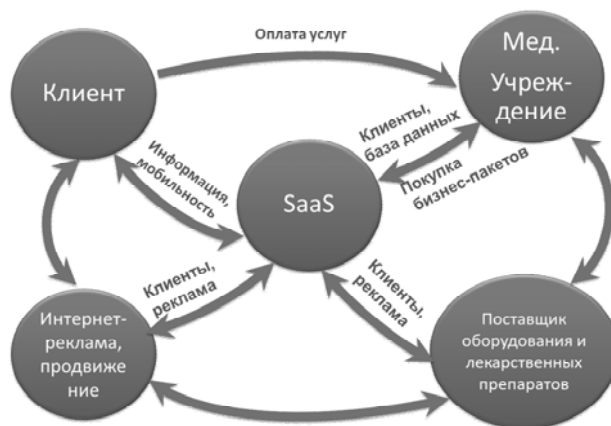 Оплата услуг
Клиент
Мед.
Учреж-
дение
Клиенты,
база данных
Покупка
бизнес-пакетов
Информация,
мобильность
SaaS
Клиенты,
реклама
Клиенты,
реклама
Интернет-
реклама,
продвиже
ние
Поставщик
оборудования и
лекарственных
препаратов